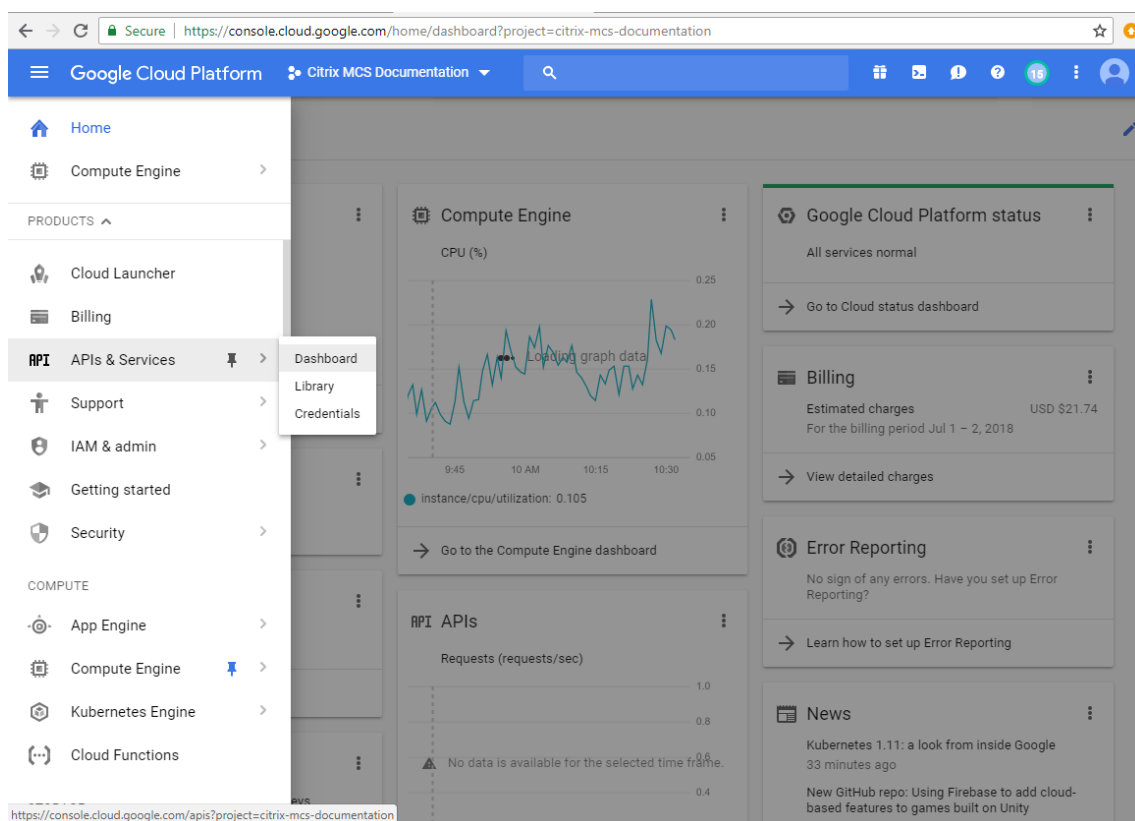 Secure | https://console.cloud.google.com/home/dashboard?project=citrix-mcs-documentation
Google Cloud Platform
Citrix MCS Documentation
15
Home
Compute Engine
PRODUCTS
Cloud Launcher
Billing
API APIs & Services
Support
IAM & admin
Getting started
Security
COMPUTE
App Engine
Compute Engine
Kubernetes Engine
Cloud Functions
https://console.cloud.google.com/apis?project=citrix-mcs-documentation
Dashboard
Library
Credentials
Compute Engine
CPU (%)
0.25
0.20
Loading graph data
0.15
0.10
0.05
9:45 10 AM 10:15 10:30
instance/cpu/utilization: 0.105
Go to the Compute Engine dashboard
API APIs
Requests (requests/sec)
1.0
0.8
0.6
No data is available for the selected time frame.
0.4
Google Cloud Platform status
All services normal
Go to Cloud status dashboard
Billing
Estimated charges USD $21.74
For the billing period Jul 1 – 2, 2018
View detailed charges
Error Reporting
No sign of any errors. Have you set up Error
Reporting?
Learn how to set up Error Reporting
News
Kubernetes 1.11: a look from inside Google
33 minutes ago
New GitHub repo: Using Firebase to add cloud-
based features to games built on Unity